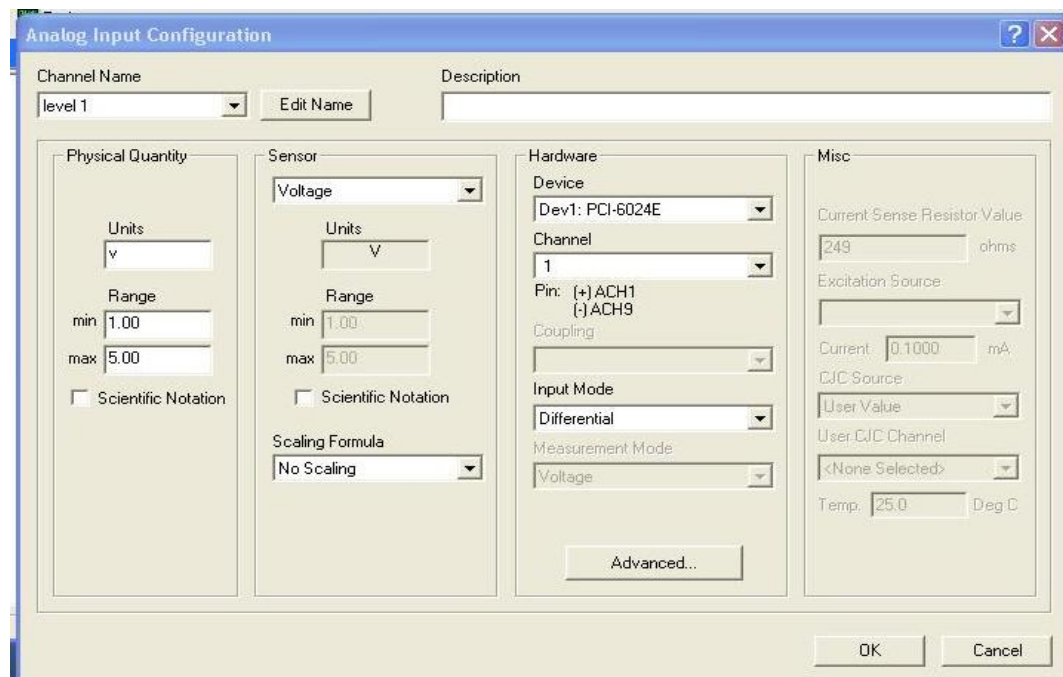 Analog Input Configuration
Channel Name
level 1
Edit Name
Description
Physical Quantity
Units
v
Range
min 1.00
max 5.00
Scientific Notation
Sensor
Voltage
Units
V
Range
min 1.00
max 5.00
Scientific Notation
Scaling Formula
No Scaling
Hardware
Device
Dev1: PCI-6024E
Channel
1
Pin: (+) ACH1
(-) ACH9
Coupling
Input Mode
Differential
Measurement Mode
Voltage
Advanced...
Misc
Current Sense Resistor Value
249 ohms
Excitation Source
Current 0.1000 mA
CJC Source
User Value
User CJC Channel
<None Selected>
Temp. 25.0 Deg C
OK
Cancel